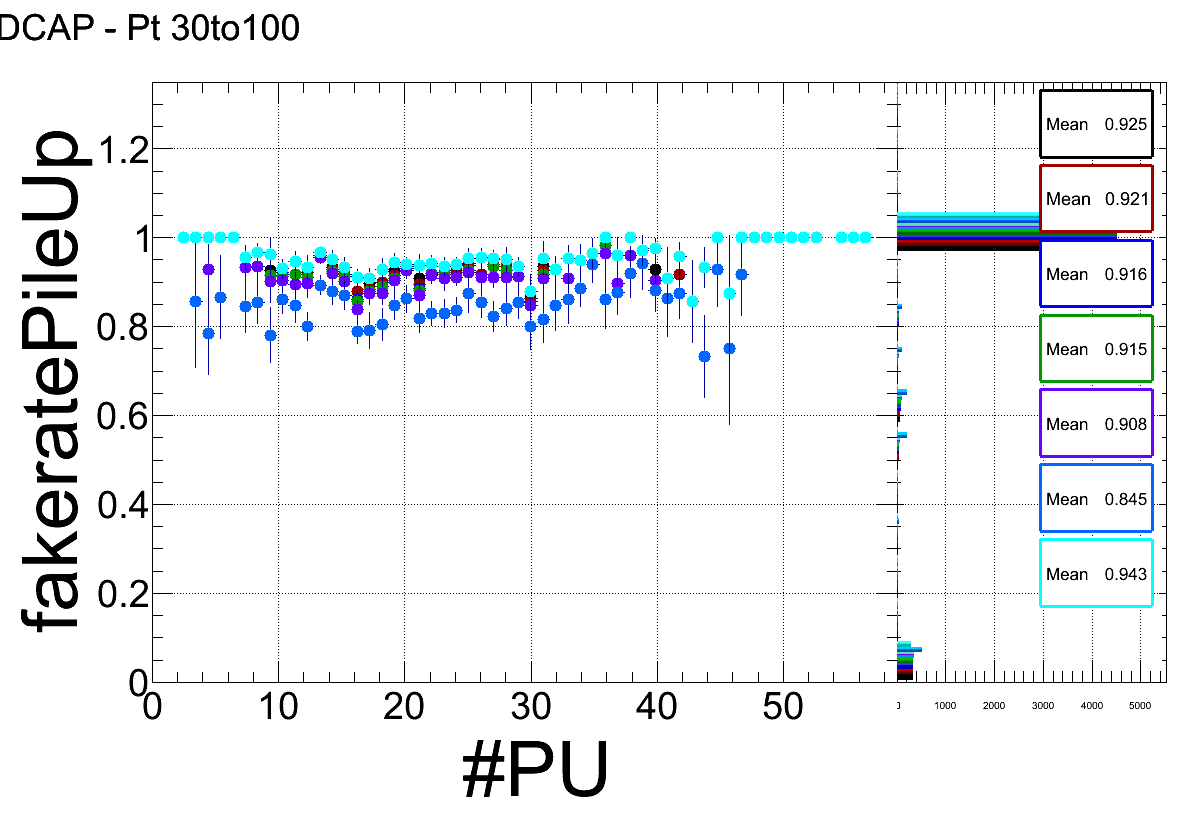 DCAP - Pt 30to100
fakeratePileUp
1.2
1
0.8
0.6
0.4
0.2
0
0 10 20 30 40 50
#PU
Mean 0.925
Mean 0.921
Mean 0.916
Mean 0.915
Mean 0.908
Mean 0.845
Mean 0.943
1000 2000 3000 4000 5000